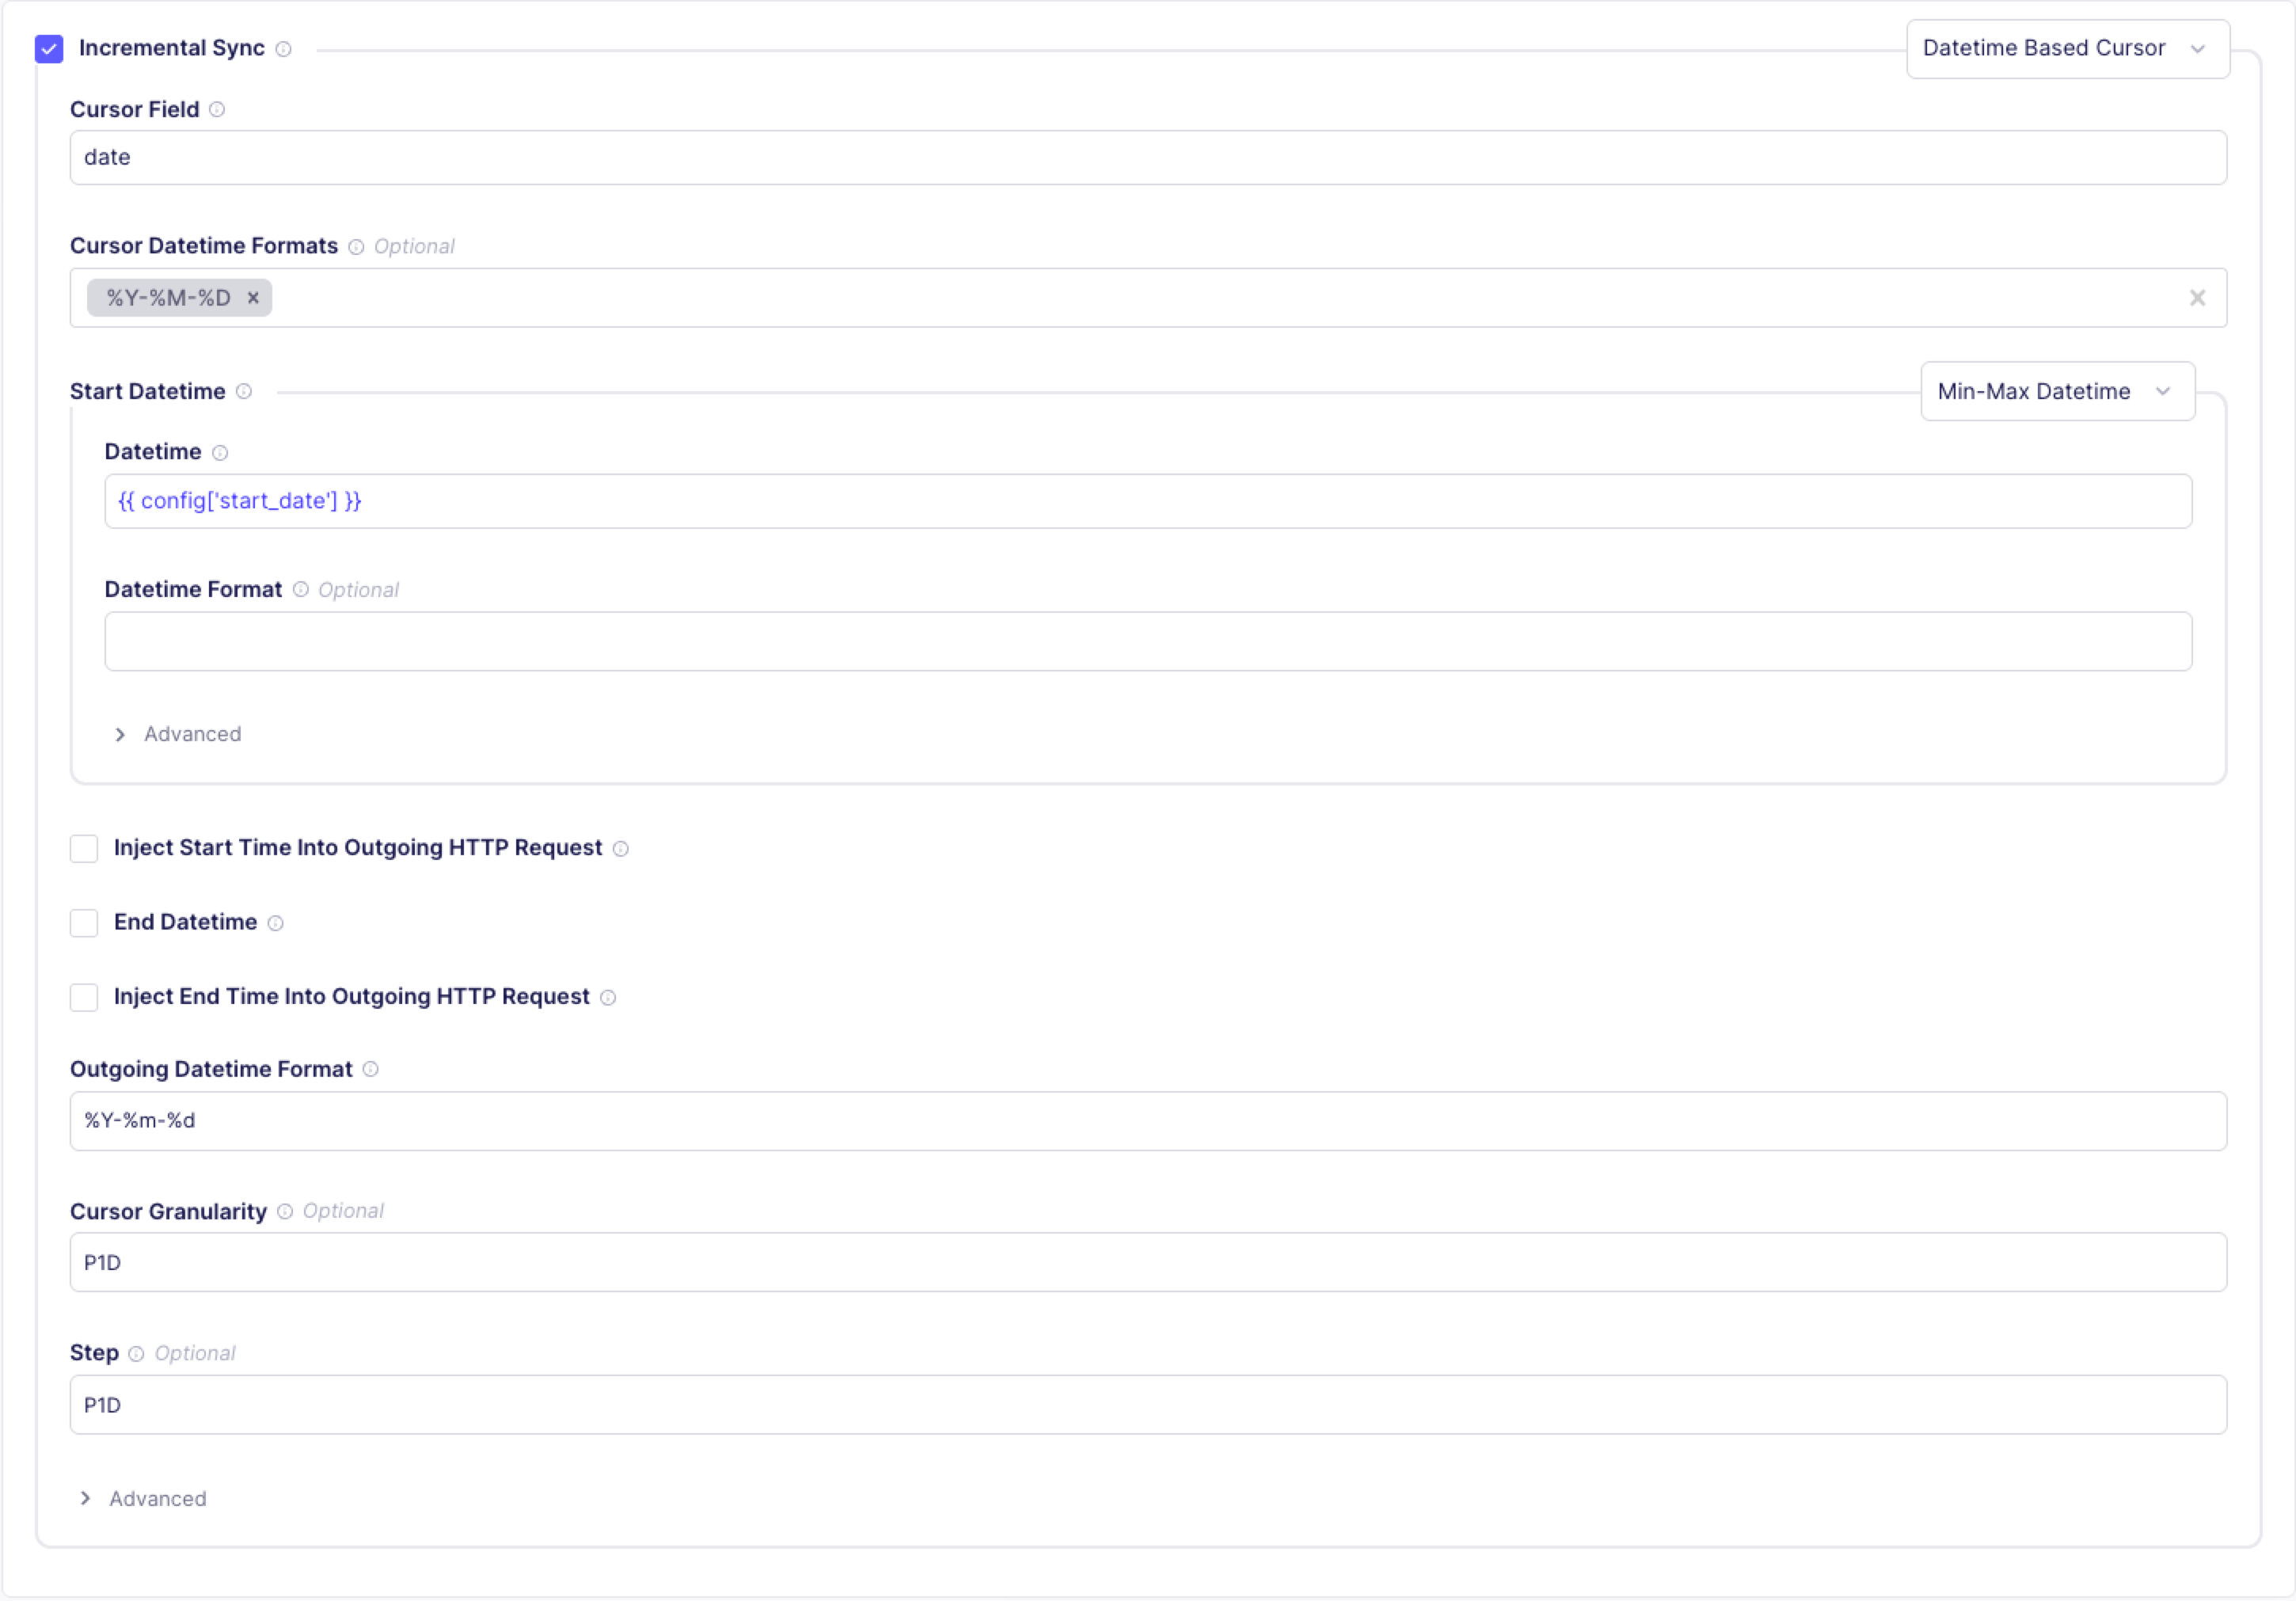 Incremental Sync
Datetime Based Cursor
Cursor Field
date
Cursor Datetime Formats Optional
%Y-%M-%D ×
Start Datetime
Min-Max Datetime
Datetime
{{ config['start_date'] }}
Datetime Format Optional
Advanced
Inject Start Time Into Outgoing HTTP Request
End Datetime
Inject End Time Into Outgoing HTTP Request
Outgoing Datetime Format
%Y-%m-%d
Cursor Granularity Optional
P1D
Step Optional
P1D
Advanced